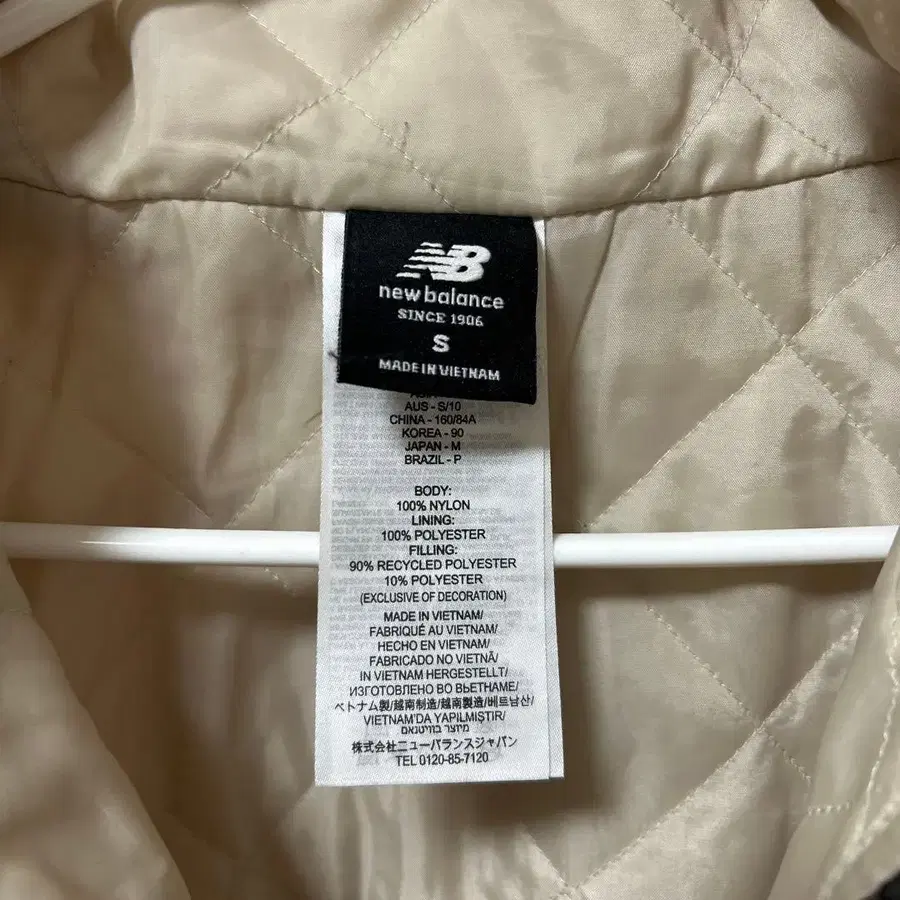 NB
new balance
SINCE 1906
S
MADE IN VIETNAM
AUS - S/10
CHINA - 160/84A
KOREA - 90
JAPAN - M
BRAZIL - P
BODY:
100% NYLON
LINING:
100% POLYESTER
FILLING:
90% RECYCLED POLYESTER
10% POLYESTER
(EXCLUSIVE OF DECORATION)
MADE IN VIETNAM/
FABRIQUÉ AU VIETNAM/
HECHO EN VIETNAM/
FABRICADO NO VIETNÃ/
IN VIETNAM HERGESTELLT/
ИЗГОТОВЛЕНО ВО ВЬЕТНАМЕ/
ベトナム製/越南制造/越南製造/베트남산/
VIETNAM'DA YAPILMISTIR/
מיוצר בוויטנאם
株式会社ニューバランスジャパン
TEL 0120-85-7120